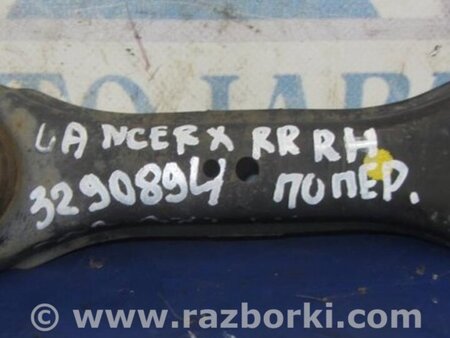 LANCER X RR RH
3290894 ПОПЕР.
© www.razborki.com